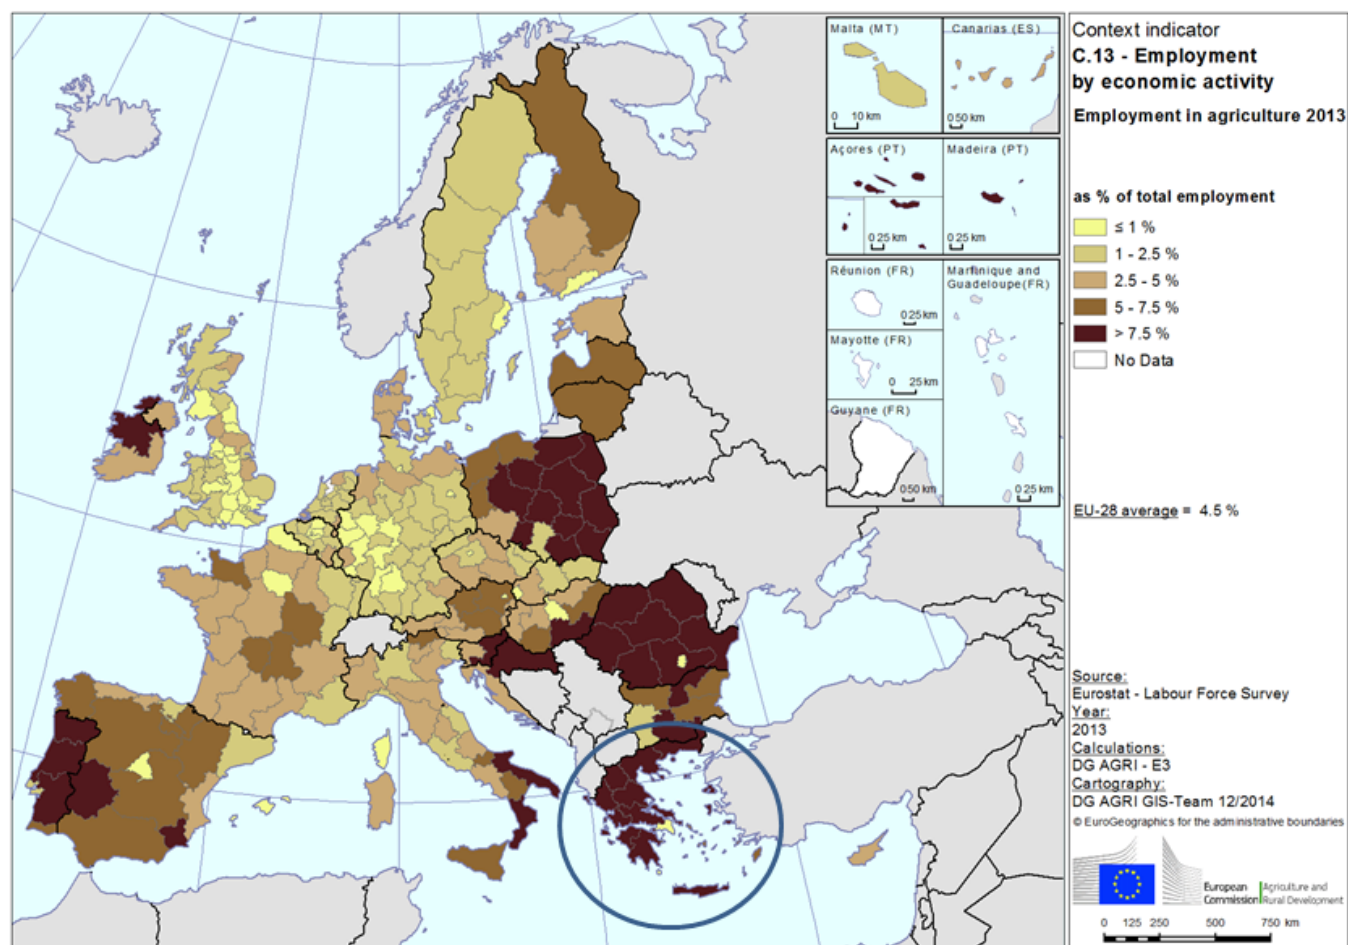 Malta (MT)
0 10 km
Canarias (ES)
0 50 km
Açores (PT)
0 25 km
Madeira (PT)
0 25 km
Réunion (FR)
0 25 km
Martinique and
Guadeloupe(FR)
Mayotte (FR)
0 25 km
Guyane (FR)
0 50 km
0 25 km
Context indicator
C.13 - Employment
by economic activity
Employment in agriculture 2013
as % of total employment
≤ 1 %
1 - 2.5 %
2.5 - 5 %
5 - 7.5 %
> 7.5 %
No Data
EU-28 average = 4.5 %
Source:
Eurostat - Labour Force Survey
Year:
2013
Calculations:
DG AGRI - E3
Cartography:
DG AGRI GIS-Team 12/2014
© EuroGeographics for the administrative boundaries
European
Commission
Agriculture and
Rural Development
0 125 250 500 750 km